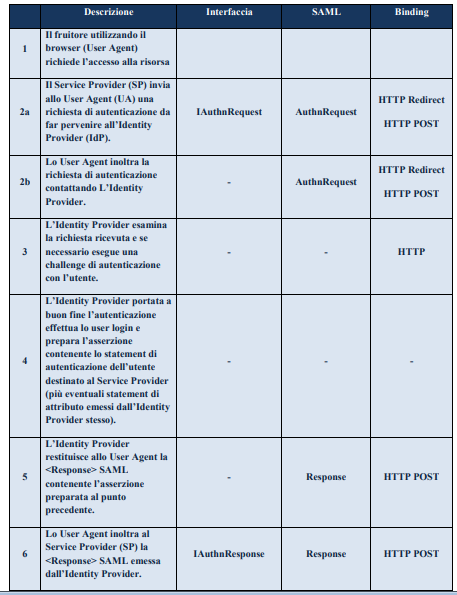 Descrizione Interfaccia SAML Binding
1
Il fruitore utilizzando il
browser (User Agent)
richiede l'accesso alla risorsa
2a
Il Service Provider (SP) invia
allo User Agent (UA) una
richiesta di autenticazione da
far pervenire all'Identity
Provider (IdP).
IAuthnRequest
AuthnRequest
HTTP Redirect
HTTP POST
2b
Lo User Agent inoltra la
richiesta di autenticazione
contattando L'Identity
Provider.
-
AuthnRequest
HTTP Redirect
HTTP POST
3
L'Identity Provider esamina
la richiesta ricevuta e se
necessario esegue una
challenge di autenticazione
con l'utente.
-
-
HTTP
4
L'Identity Provider portata a
buon fine l'autenticazione
effettua lo user login e
prepara l'asserzione
contenente lo statement di
autenticazione dell'utente
destinato al Service Provider
(più eventuali statement di
attributo emessi dall'Identity
Provider stesso).
-
-
-
5
L'Identity Provider
restituisce allo User Agent la
<Response> SAML
contenente l'asserzione
preparata al punto
precedente.
-
Response
HTTP POST
6
Lo User Agent inoltra al
Service Provider (SP) la
<Response> SAML emessa
dall'Identity Provider.
IAuthnResponse
Response
HTTP POST